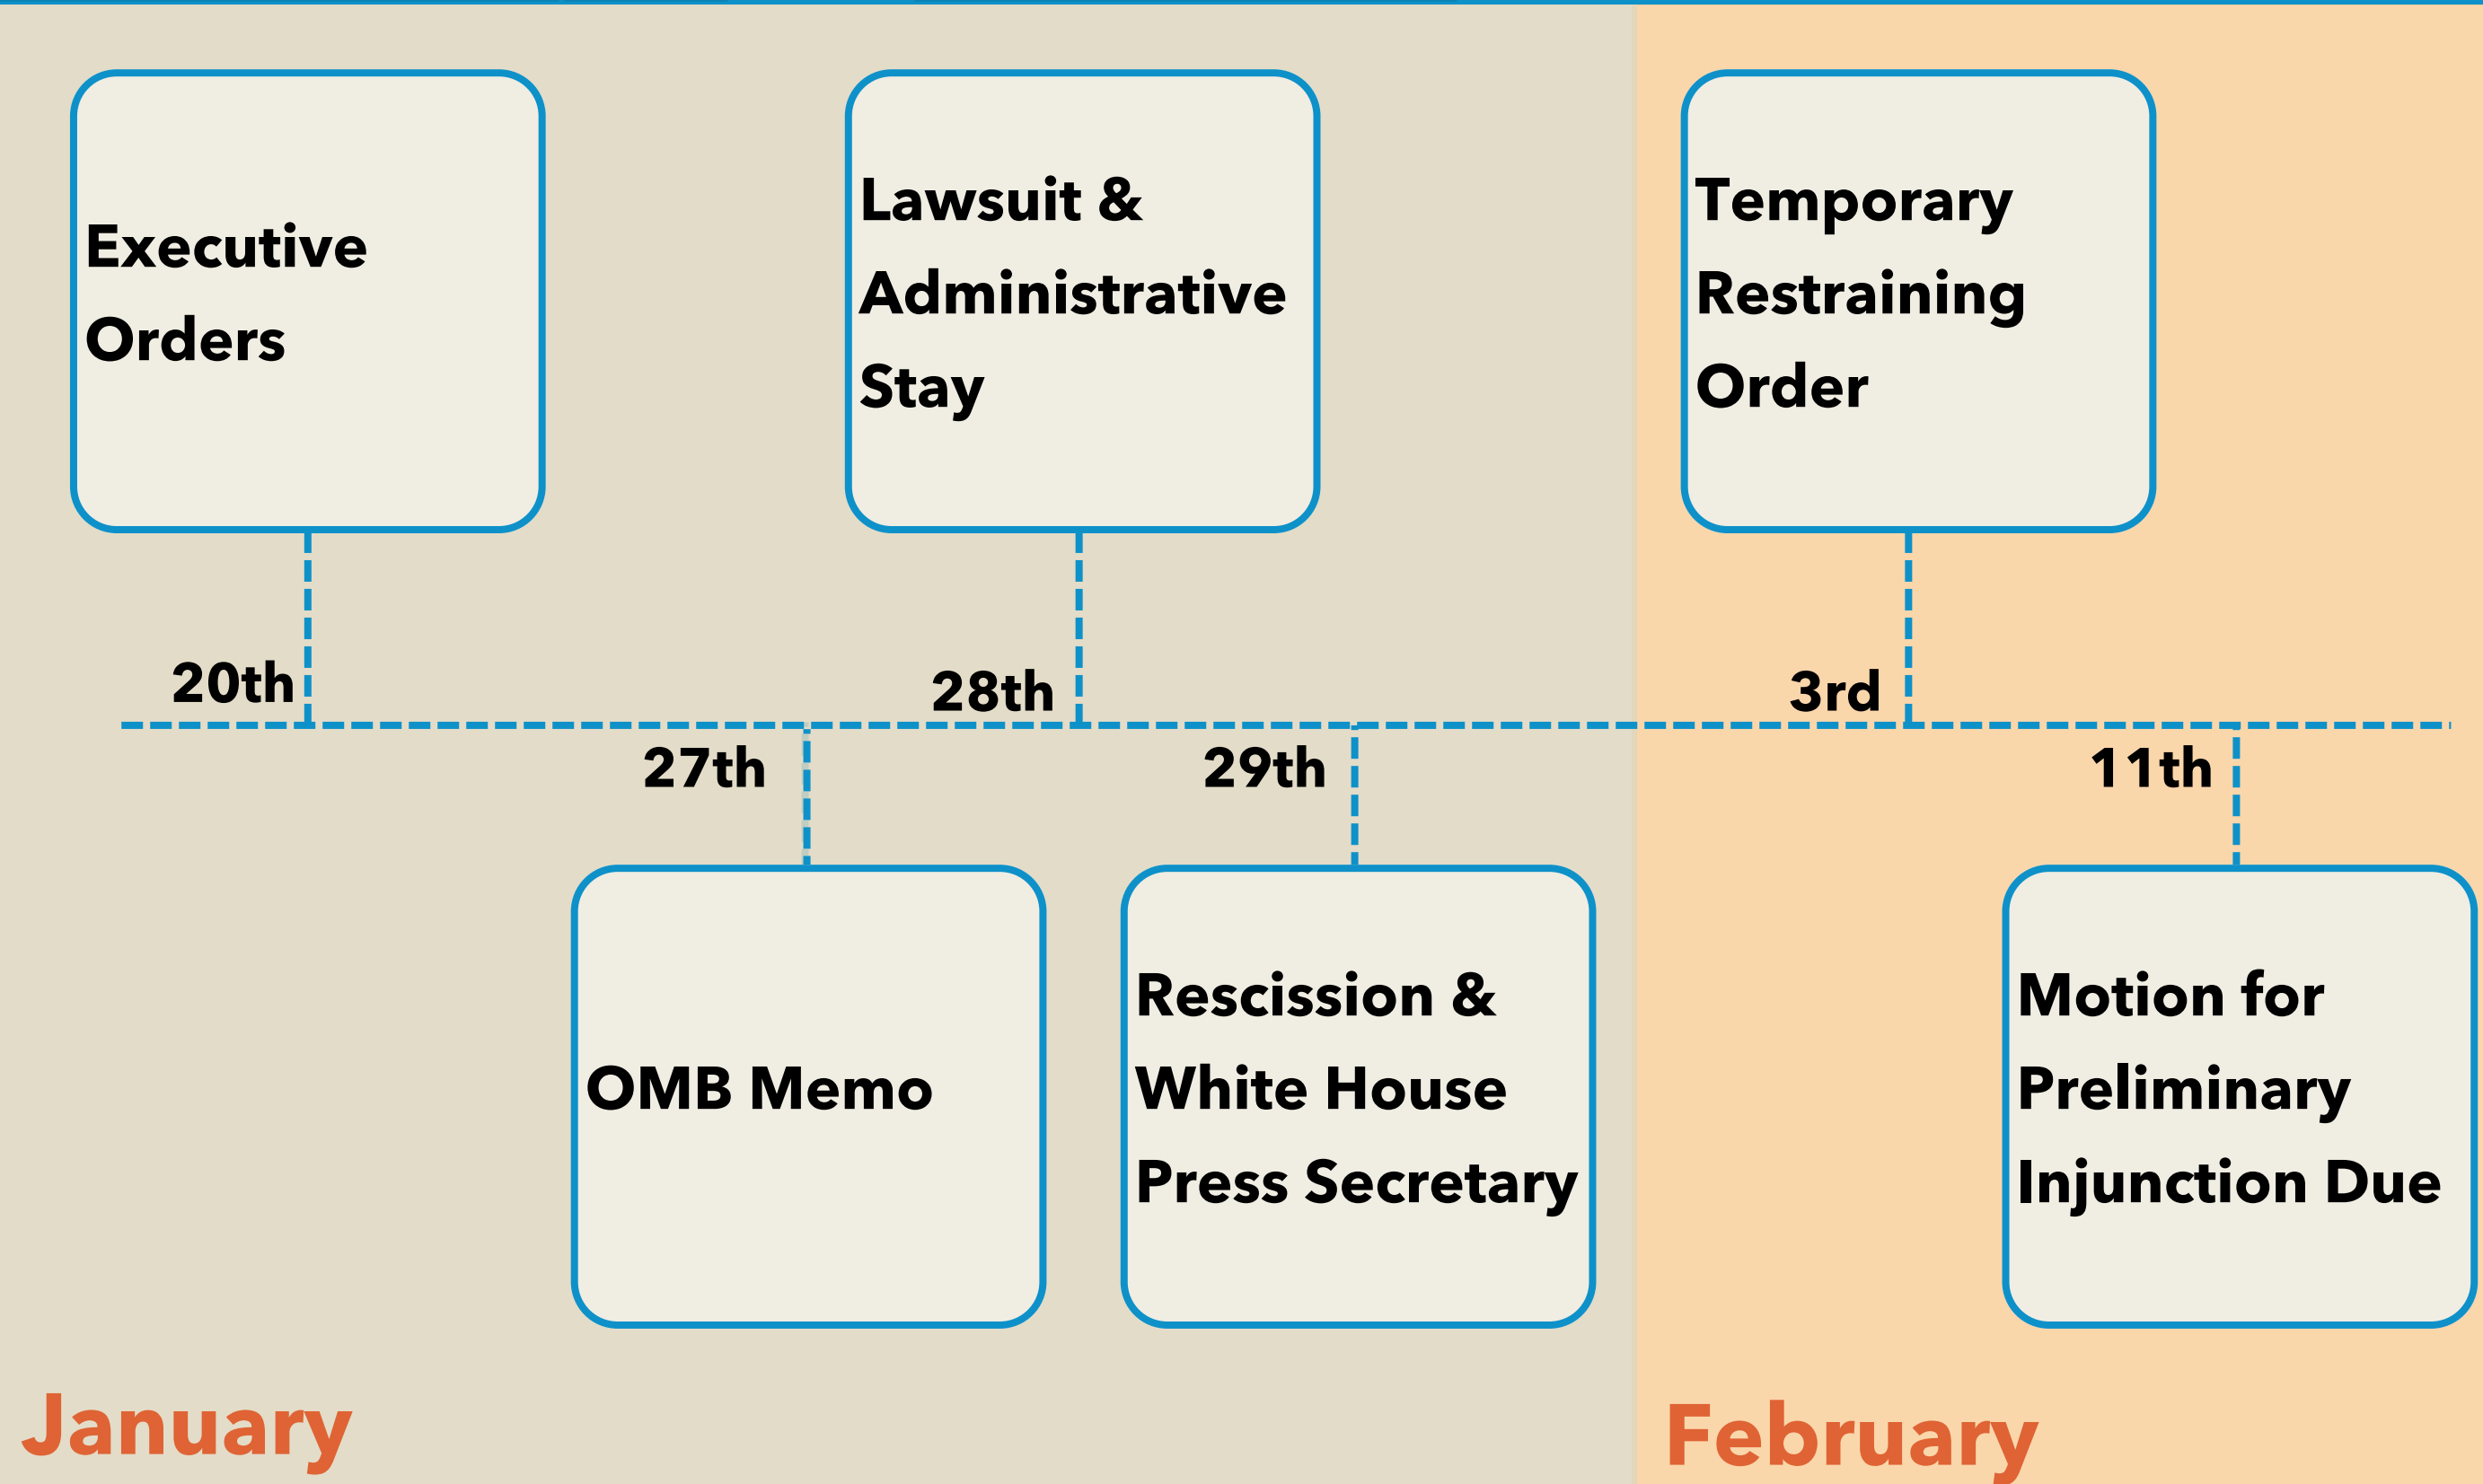 Executive
Orders
Lawsuit &
Administrative
Stay
Temporary
Restraining
Order
20th
28th
3rd
27th
29th
11th
OMB Memo
Rescission &
White House
Press Secretary
Motion for
Preliminary
Injunction Due
January
February